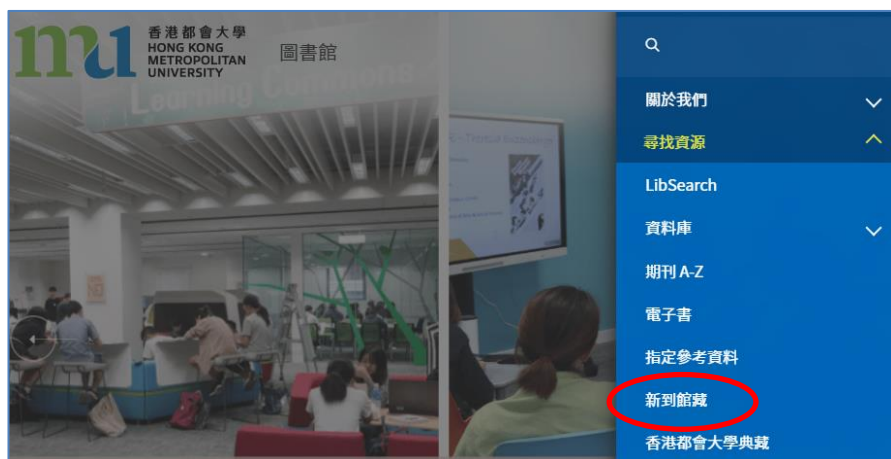 香港都會大學
HONG KONG
METROPOLITAN
UNIVERSITY
圖書館
Learning Commons
關於我們
尋找資源
LibSearch
資料庫
期刊 A-Z
電子書
指定參考資料
新到館藏
香港都會大學典藏